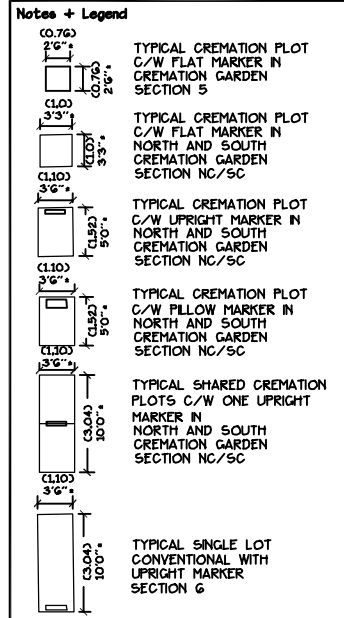 Notes + Legend
(0.76)
2'6"±
(0.76)
2'6"±
TYPICAL CREMATION PLOT
C/W FLAT MARKER IN
CREMATION GARDEN
SECTION 5
(1,0)
3'3"±
(1,0)
3'3"±
TYPICAL CREMATION PLOT
C/W FLAT MARKER IN
NORTH AND SOUTH
CREMATION GARDEN
SECTION NC/SC
(1,10)
3'6"±
(1,52)
5'0"±
TYPICAL CREMATION PLOT
C/W UPRIGHT MARKER IN
NORTH AND SOUTH
CREMATION GARDEN
SECTION NC/SC
(1.10)
3'6"±
(1,52)
5'0"±
TYPICAL CREMATION PLOT
C/W PILLOW MARKER IN
NORTH AND SOUTH
CREMATION GARDEN
SECTION NC/SC
(1,10)
3'6"±
(3.04)
10'0"±
TYPICAL SHARED CREMATION
PLOTS C/W ONE UPRIGHT
MARKER IN
NORTH AND SOUTH
CREMATION GARDEN
SECTION NC/SC
(1,10)
3'6"±
(3.04)
10'0"±
TYPICAL SINGLE LOT
CONVENTIONAL WITH
UPRIGHT MARKER
SECTION 6